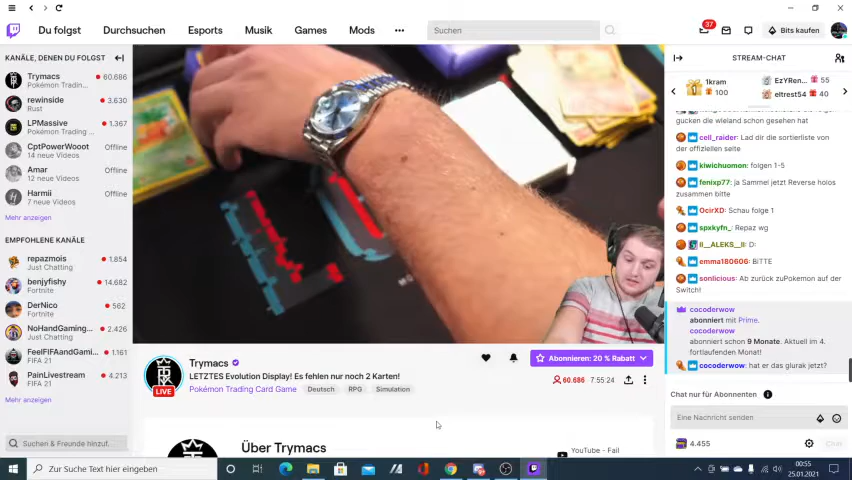 Du folgst
Durchsuchen
Esports
Musik
Games
Mods
Suchen
37
Bits kaufen
KANÄLE, DENEN DU FOLGST
Trymacs
60.686
Pokémon Tradin...
rewinside
3.630
Rust
LPMassive
1.367
Pokémon Trading ...
CptPowerWooot
Offline
14 neue Videos
Amar
Offline
12 neue Videos
Harmii
Offline
7 neue Videos
Mehr anzeigen
EMPFOHLENE KANÄLE
repazmois
1.854
Just Chatting
benjyfishy
14.682
Fortnite
DerNico
562
Fortnite
NoHandGaming...
2.426
Just Chatting
FeelFIFAandGami...
1.161
FIFA 21
PainLivestream
4.213
FIFA 21
Mehr anzeigen
Suchen & Freunde hinzuf.
LIVE
Trymacs
LETZTES Evolution Display! Es fehlen nur noch 2 Karten!
Pokémon Trading Card Game
Deutsch
RPG
Simulation
Abonnieren: 20 % Rabatt
60.686
7:55:24
Über Trymacs
YouTube - Fail
STREAM-CHAT
1kram
100
EzYRen...
55
eltrest54
40
gucken die wieland schon gesehen hat
cell_raider: Lad dir die sortierliste von
der offiziellen seite
kiwichuomon: folgen 1-5
fenixp77: ja Sammel jetzt Reverse holos
zusammen bitte
OcirXD: Schau folge 1
spxkyfn_: Repaz wg
II__ALEKS__II: D:
emma180606: BiTTE
sonlicious: Ab zurück zuPokemon auf der
Switch!
cocoderwow
abonniert mit Prime.
cocoderwow
abonniert schon 9 Monate. Aktuell im 4.
fortlaufenden Monat!
cocoderwow: hat er das glurak jetzt?
Chat nur für Abonnenten
Eine Nachricht senden
4.455
Chat
Zur Suche Text hier eingeben
00:55
25.01.2021